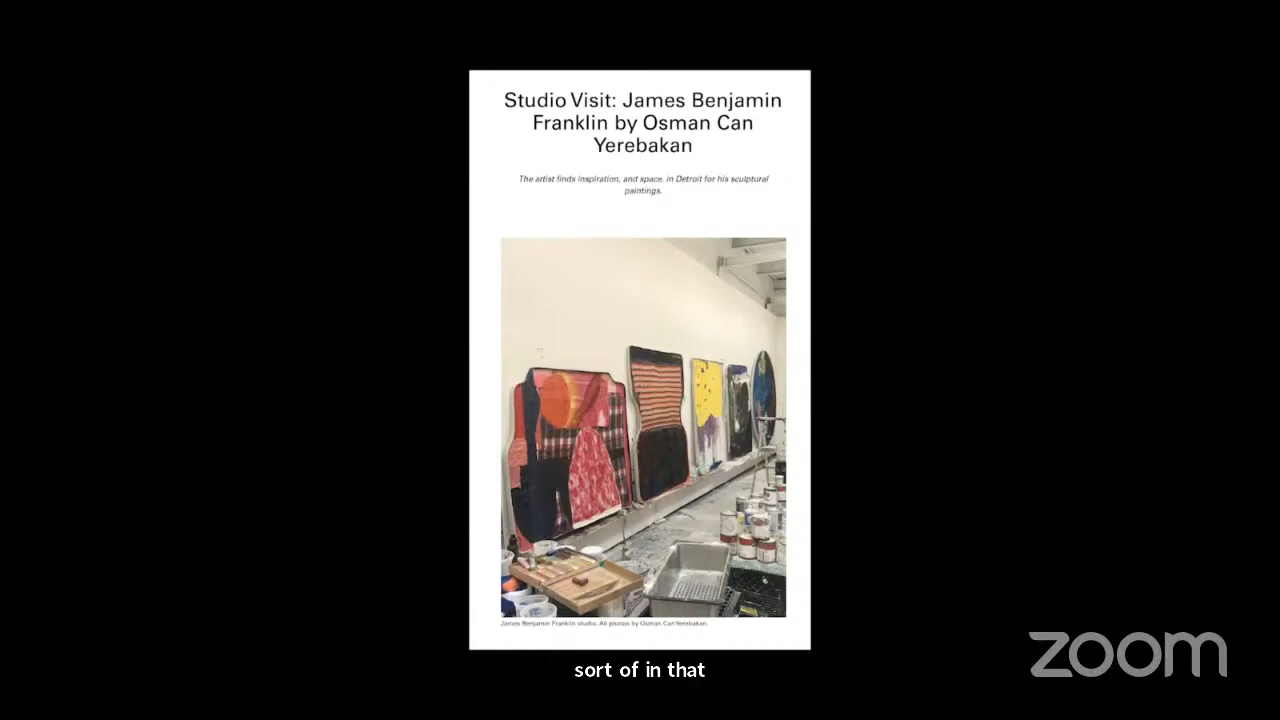 Studio Visit: James Benjamin
Franklin by Osman Can
Yerebakan
The artist finds inspiration, and space, in Detroit for his sculptural
paintings.
James Benjamin Franklin studio. All photos by Osman Can Yerebakan.
sort of in that
zoom